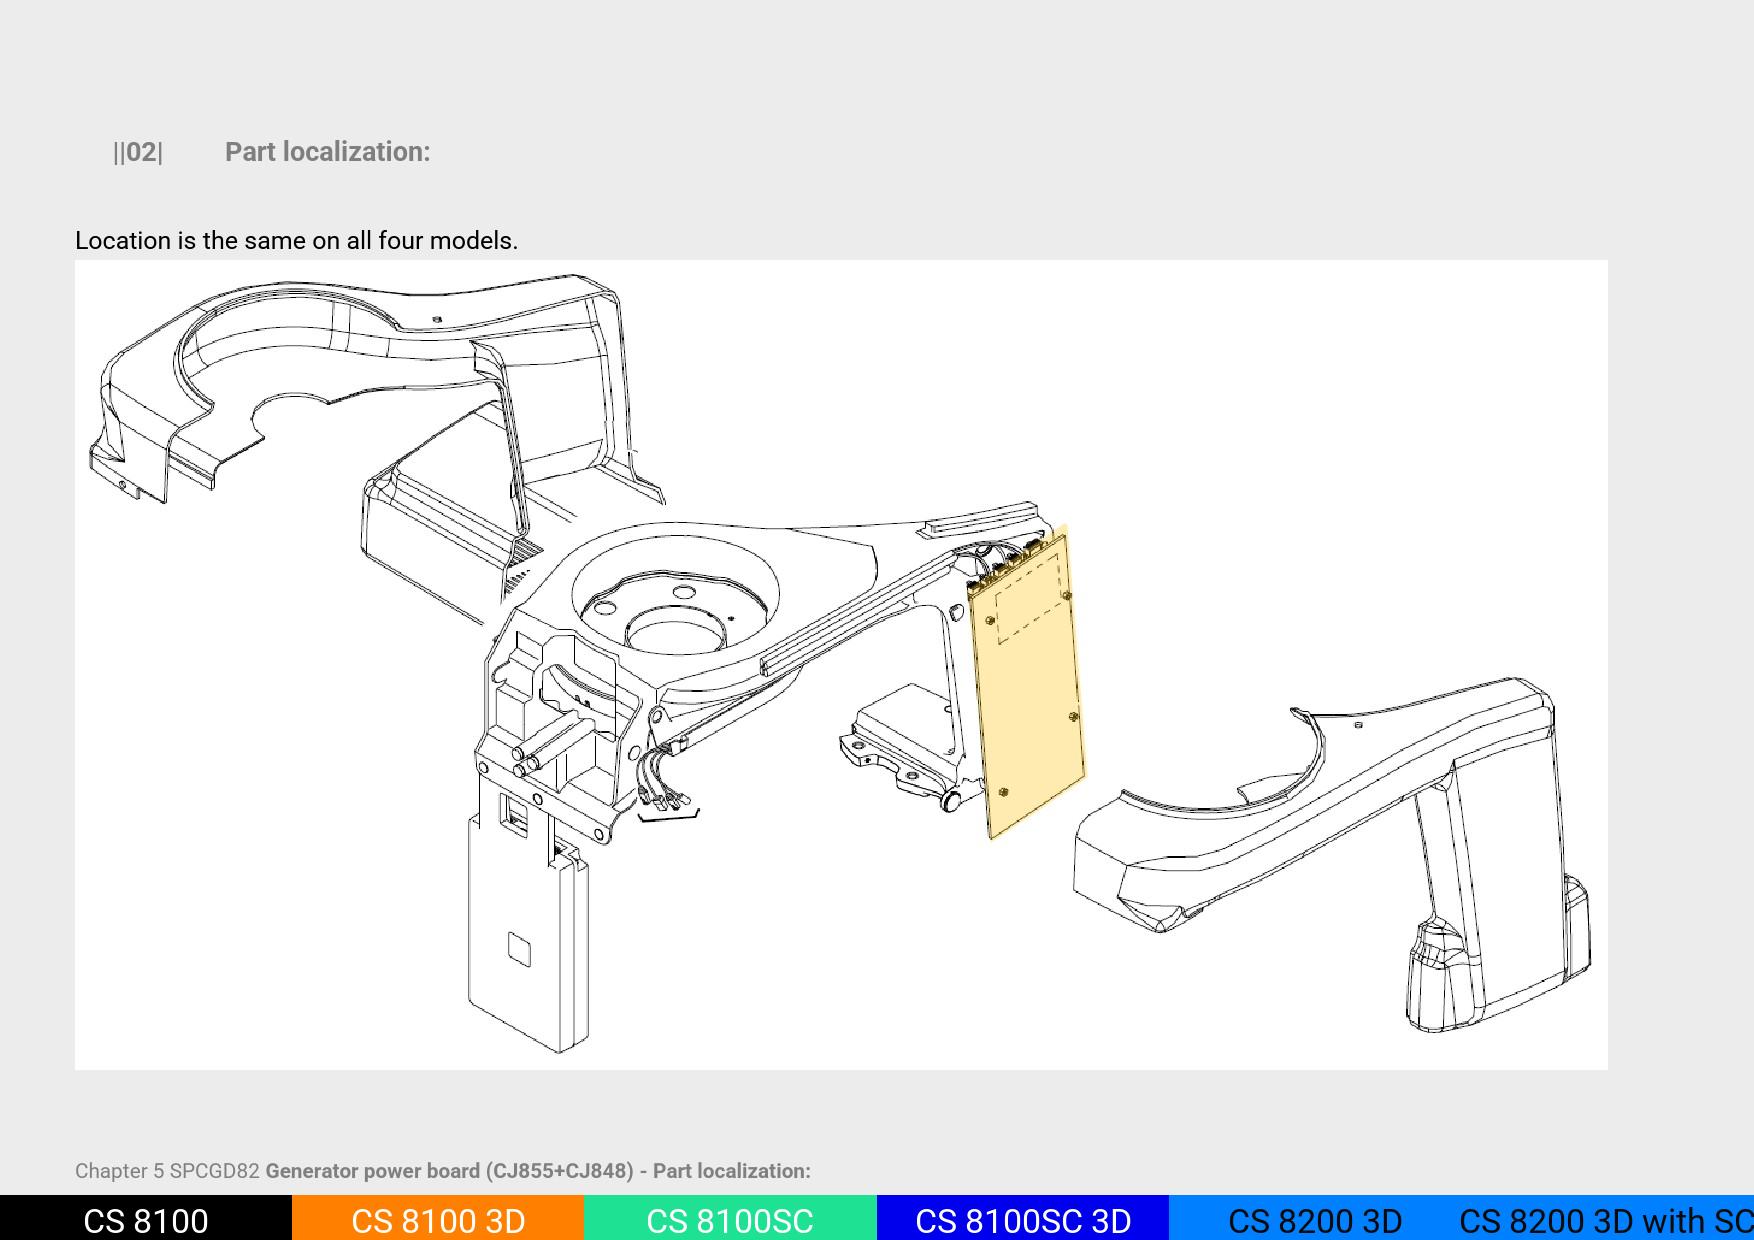 ||02| Part localization:
Location is the same on all four models.
Chapter 5 SPCGD82 Generator power board (CJ855+CJ848) - Part localization:
CS 8100 CS 8100 3D CS 8100SC CS 8100SC 3D CS 8200 3D CS 8200 3D with SC